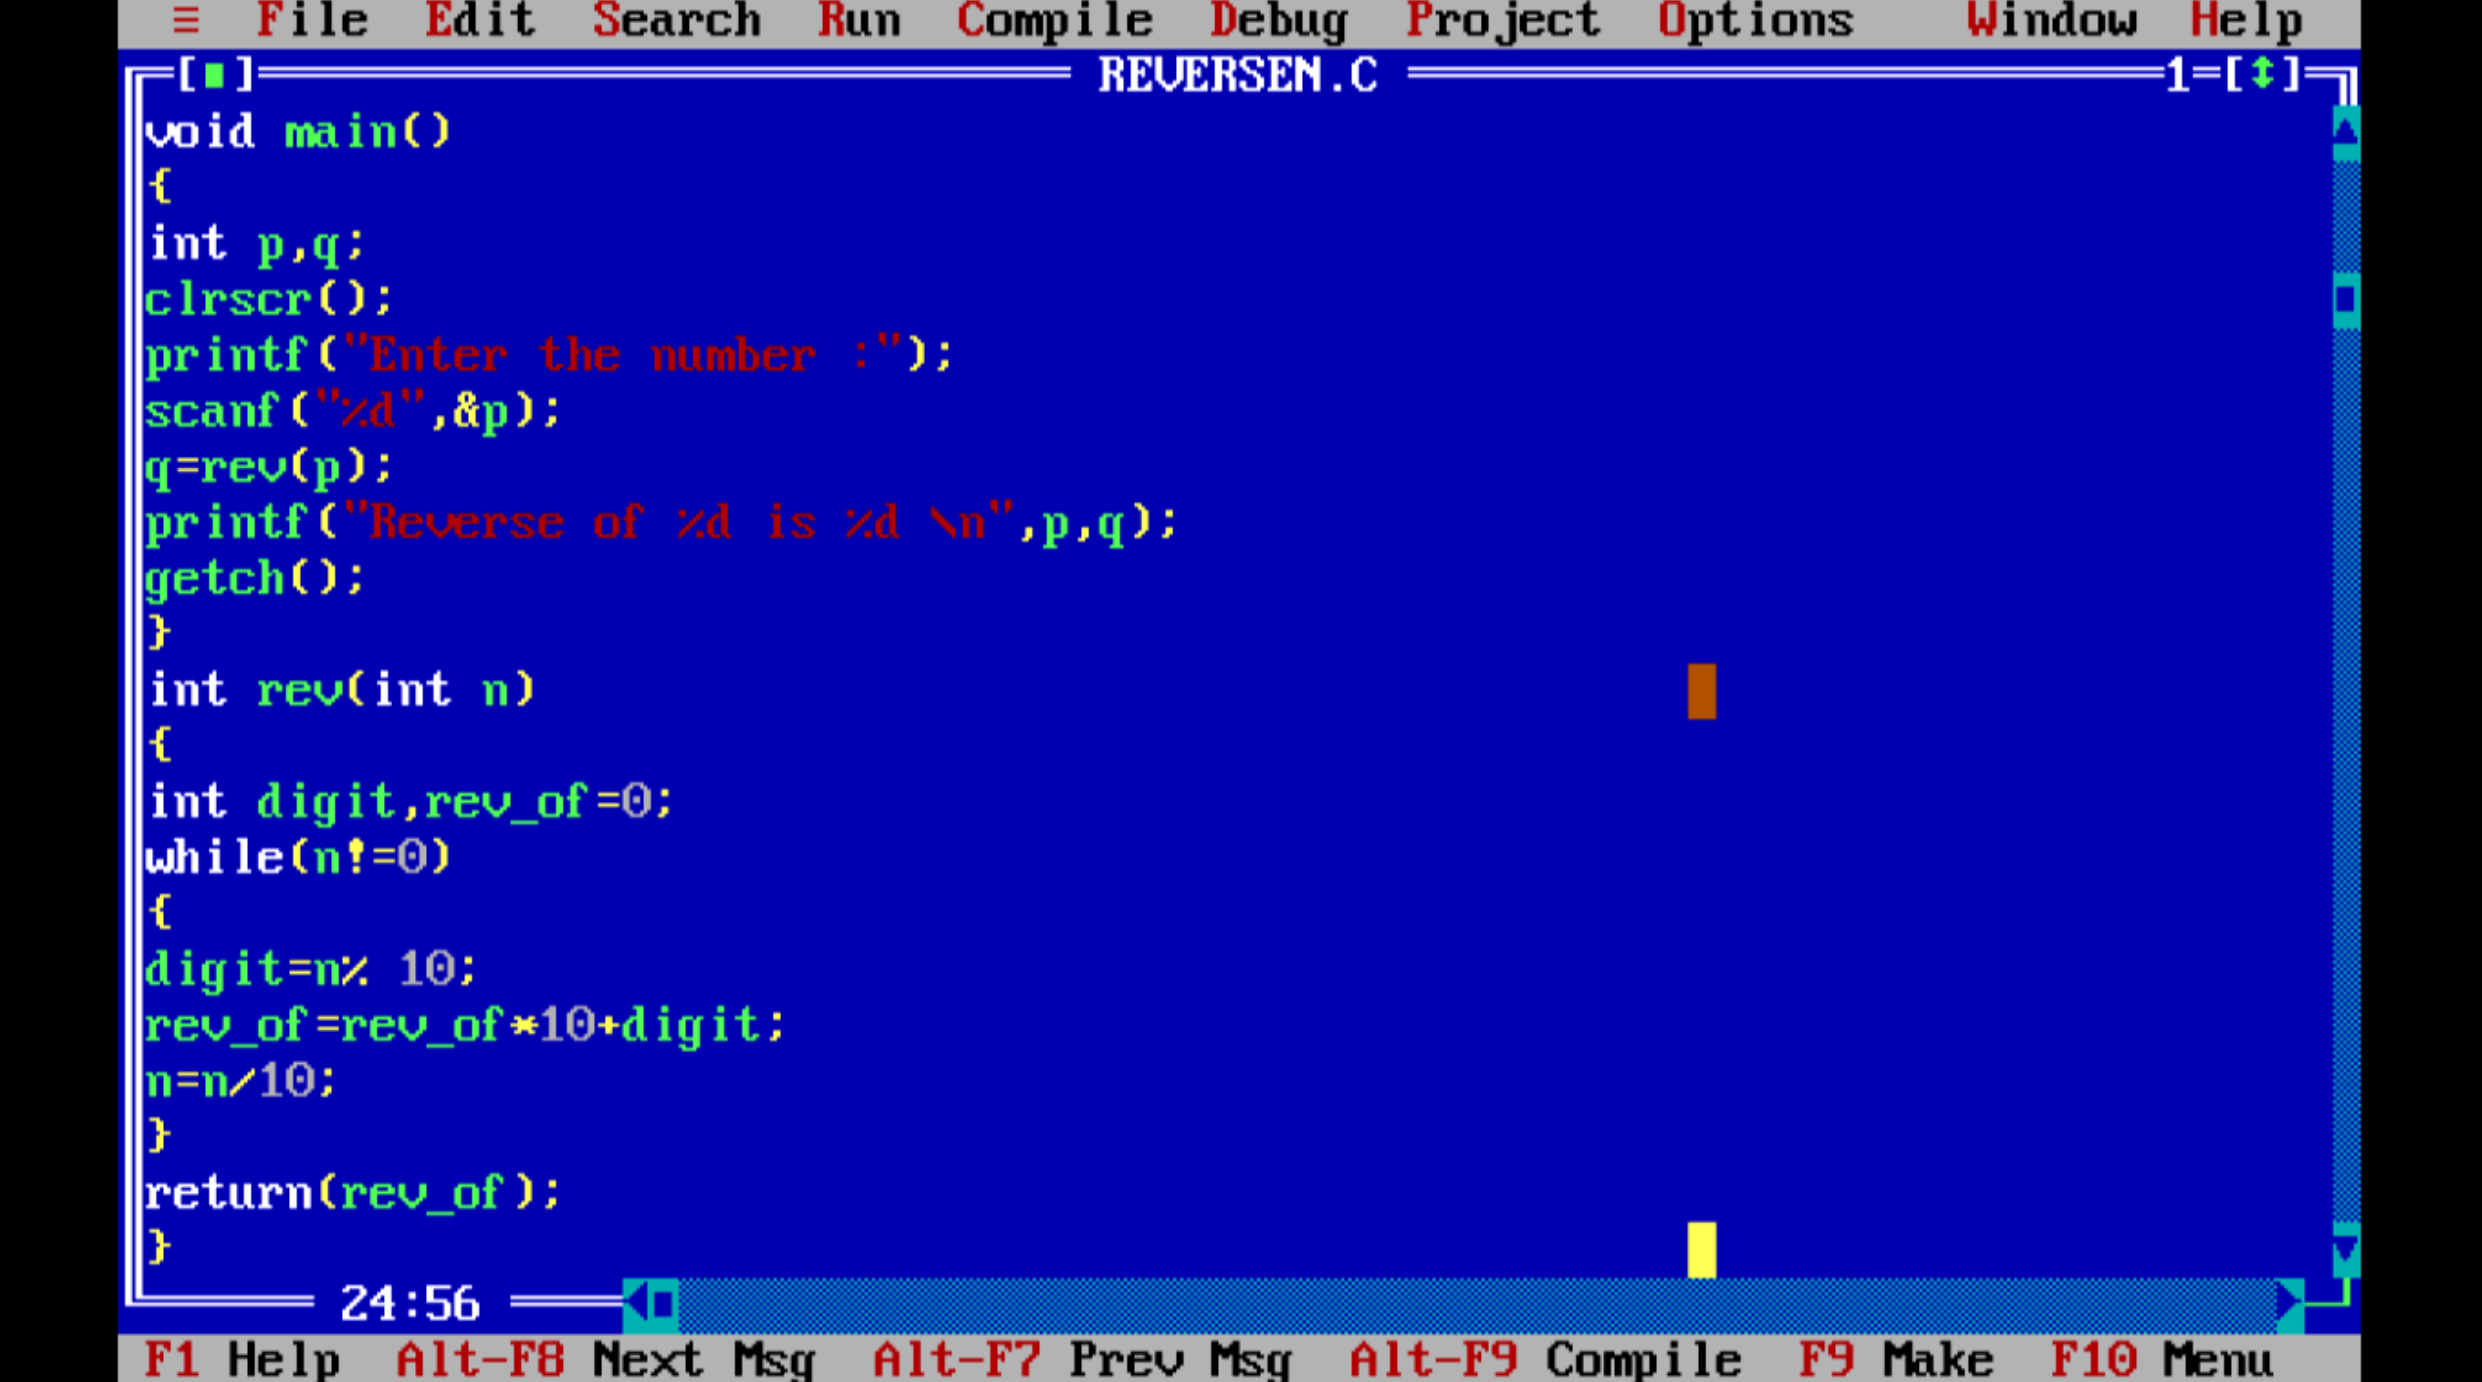 ≡ File Edit Search Run Compile Debug Project Options Window Help
[■] REVERSEN.C 1=[↕]
void main()
{
int p,q;
clrscr();
printf("Enter the number :");
scanf("%d",&p);
q=rev(p);
printf("Reverse of %d is %d \n",p,q);
getch();
}
int rev(int n)
{
int digit,rev_of=0;
while(n!=0)
{
digit=n% 10;
rev_of=rev_of*10+digit;
n=n/10;
}
return(rev_of);
}
24:56
F1 Help Alt-F8 Next Msg Alt-F7 Prev Msg Alt-F9 Compile F9 Make F10 Menu